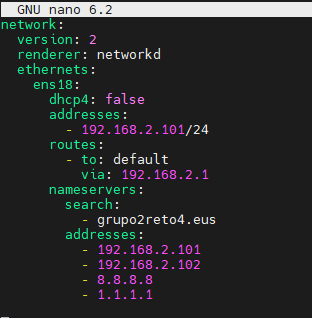 GNU nano 6.2
network:
  version: 2
  renderer: networkd
  ethernets:
    ens18:
      dhcp4: false
      addresses:
        - 192.168.2.101/24
      routes:
        - to: default
          via: 192.168.2.1
      nameservers:
        search:
          - grupo2reto4.eus
        addresses:
          - 192.168.2.101
          - 192.168.2.102
          - 8.8.8.8
          - 1.1.1.1